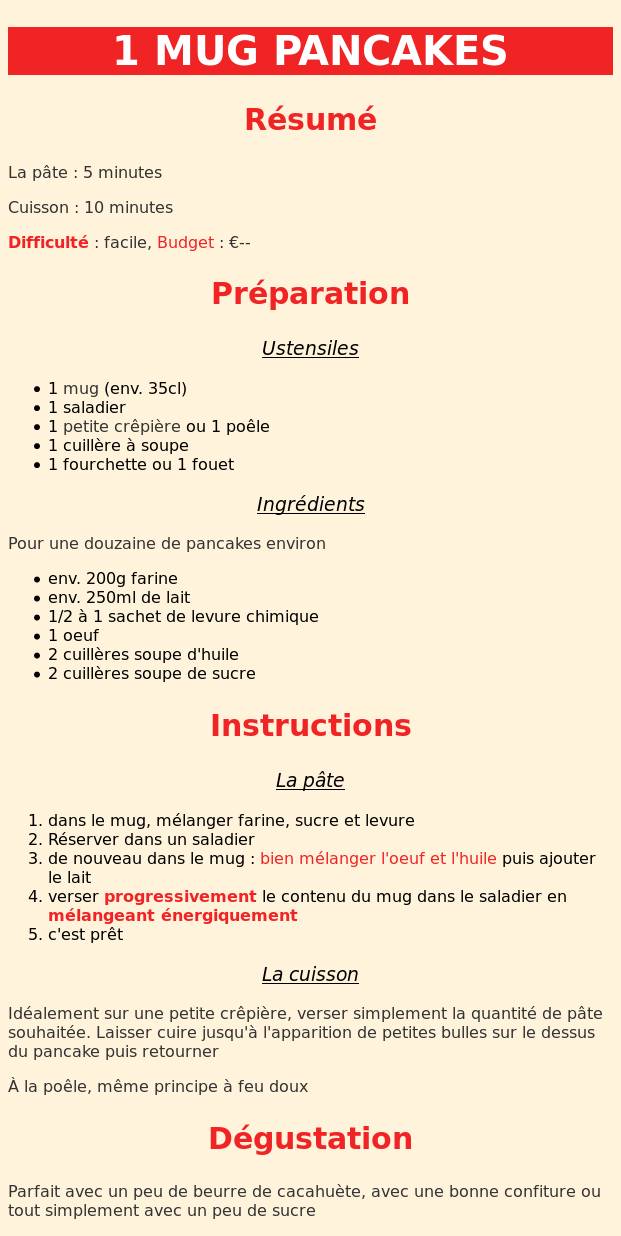 1 MUG PANCAKES
Résumé
La pâte : 5 minutes
Cuisson : 10 minutes
Difficulté : facile, Budget : €--
Préparation
Ustensiles
• 1 mug (env. 35cl)
• 1 saladier
• 1 petite crêpière ou 1 poêle
• 1 cuillère à soupe
• 1 fourchette ou 1 fouet
Ingrédients
Pour une douzaine de pancakes environ
• env. 200g farine
• env. 250ml de lait
• 1/2 à 1 sachet de levure chimique
• 1 oeuf
• 2 cuillères soupe d'huile
• 2 cuillères soupe de sucre
Instructions
La pâte
1. dans le mug, mélanger farine, sucre et levure
2. Réserver dans un saladier
3. de nouveau dans le mug : bien mélanger l'oeuf et l'huile puis ajouter
le lait
4. verser progressivement le contenu du mug dans le saladier en
mélangeant énergiquement
5. c'est prêt
La cuisson
Idéalement sur une petite crêpière, verser simplement la quantité de pâte
souhaitée. Laisser cuire jusqu'à l'apparition de petites bulles sur le dessus
du pancake puis retourner
À la poêle, même principe à feu doux
Dégustation
Parfait avec un peu de beurre de cacahuète, avec une bonne confiture ou
tout simplement avec un peu de sucre